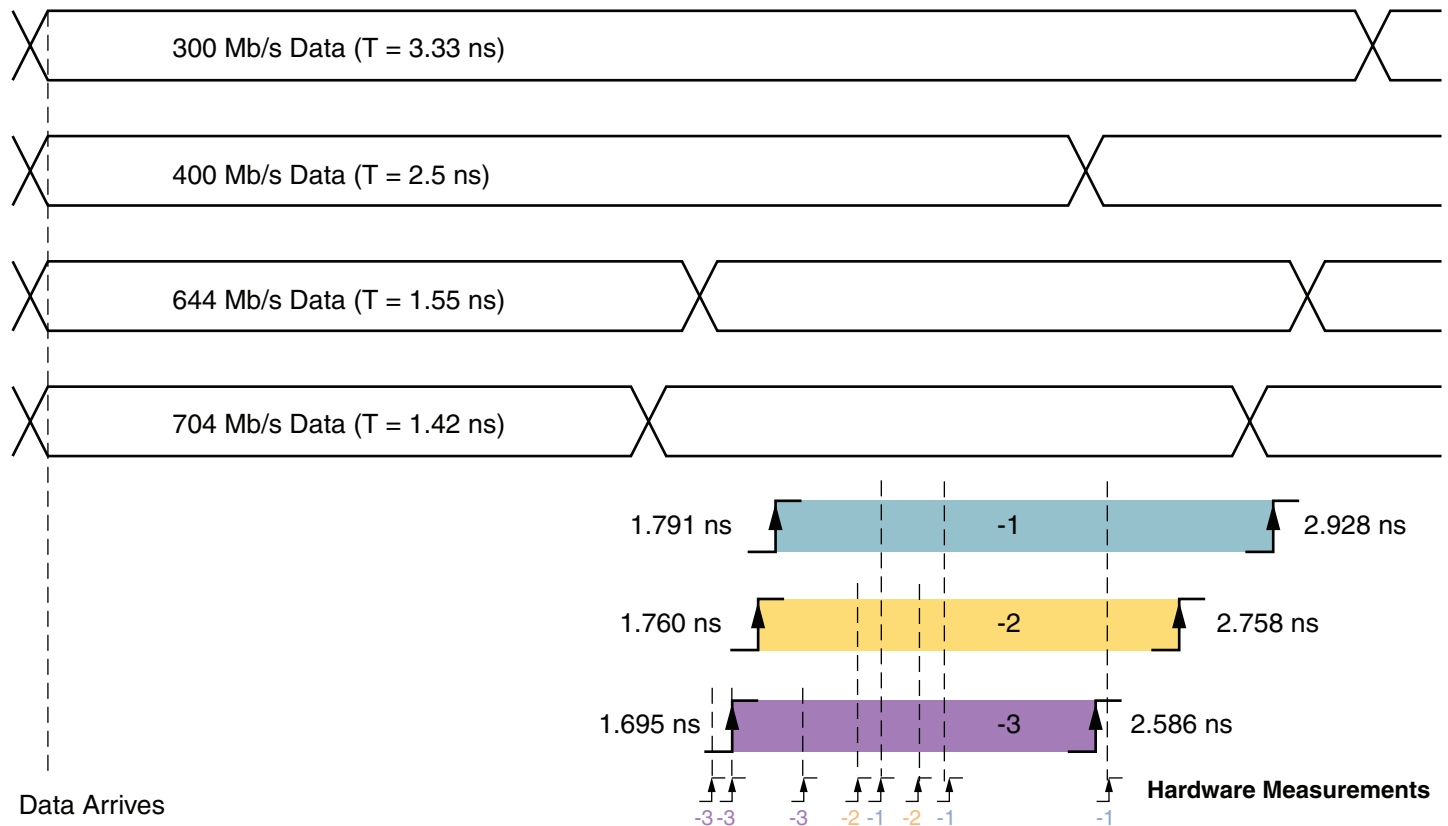 300 Mb/s Data (T = 3.33 ns)
400 Mb/s Data (T = 2.5 ns)
644 Mb/s Data (T = 1.55 ns)
704 Mb/s Data (T = 1.42 ns)
1.791 ns -1 2.928 ns
1.760 ns -2 2.758 ns
1.695 ns -3 2.586 ns
Data Arrives
Hardware Measurements
-3 -3 -3 -2 -1 -2 -1 -1